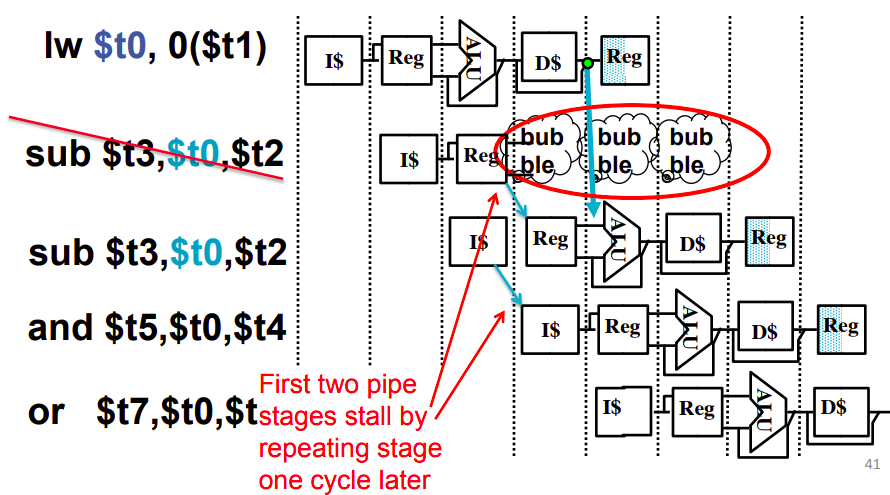 lw $t0, 0($t1)
I$ Reg ALU D$ Reg
sub $t3,$t0,$t2
I$ Reg bub bub bub
ble ble ble
sub $t3,$t0,$t2
I$ Reg ALU D$ Reg
and $t5,$t0,$t4
I$ Reg ALU D$ Reg
or $t7,$t0,$t
I$ Reg ALU D$
First two pipe
stages stall by
repeating stage
one cycle later
41